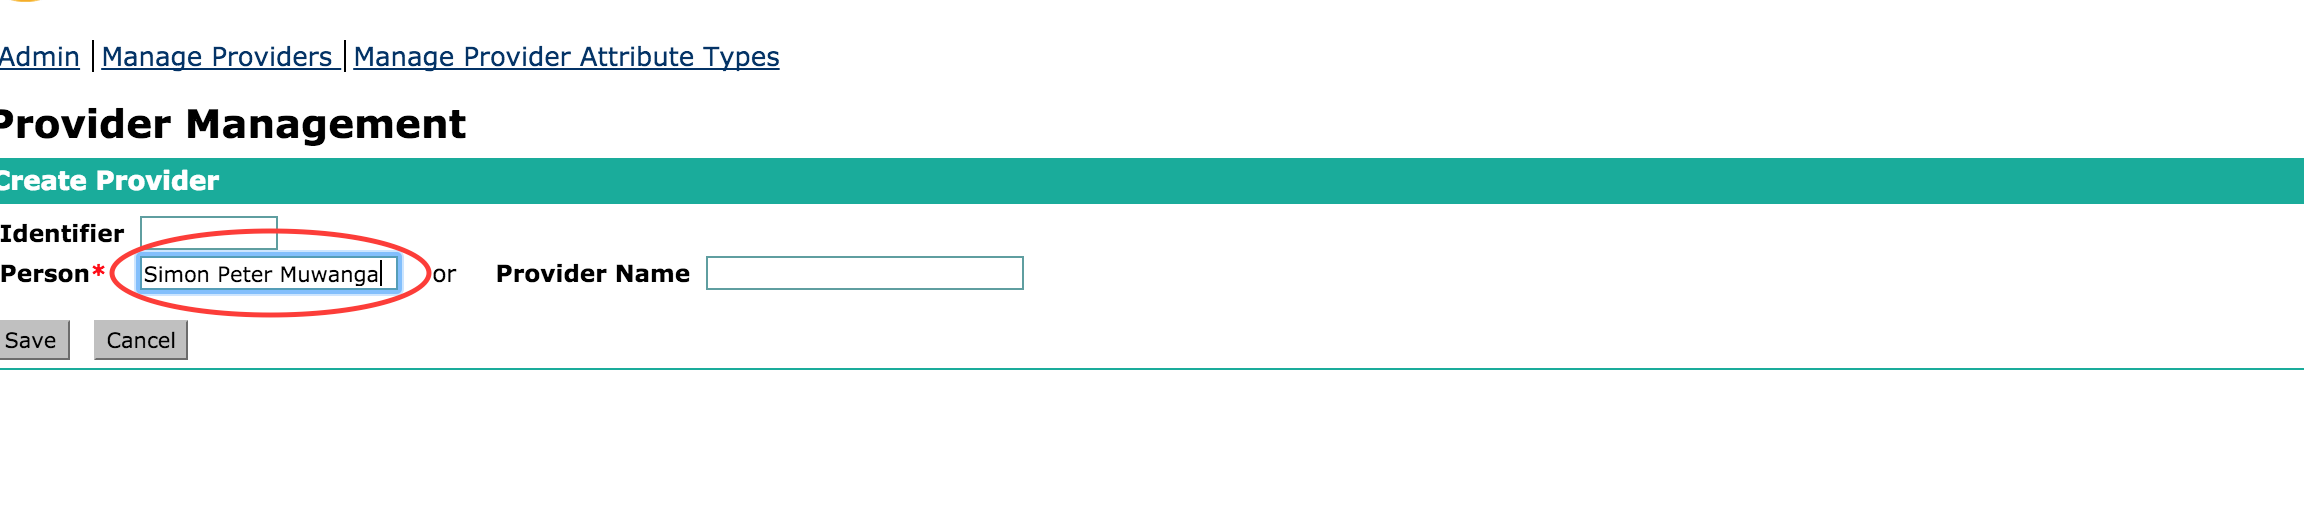 Admin | Manage Providers | Manage Provider Attribute Types
Provider Management
Create Provider
Identifier
Person* Simon Peter Muwanga or Provider Name
Save Cancel